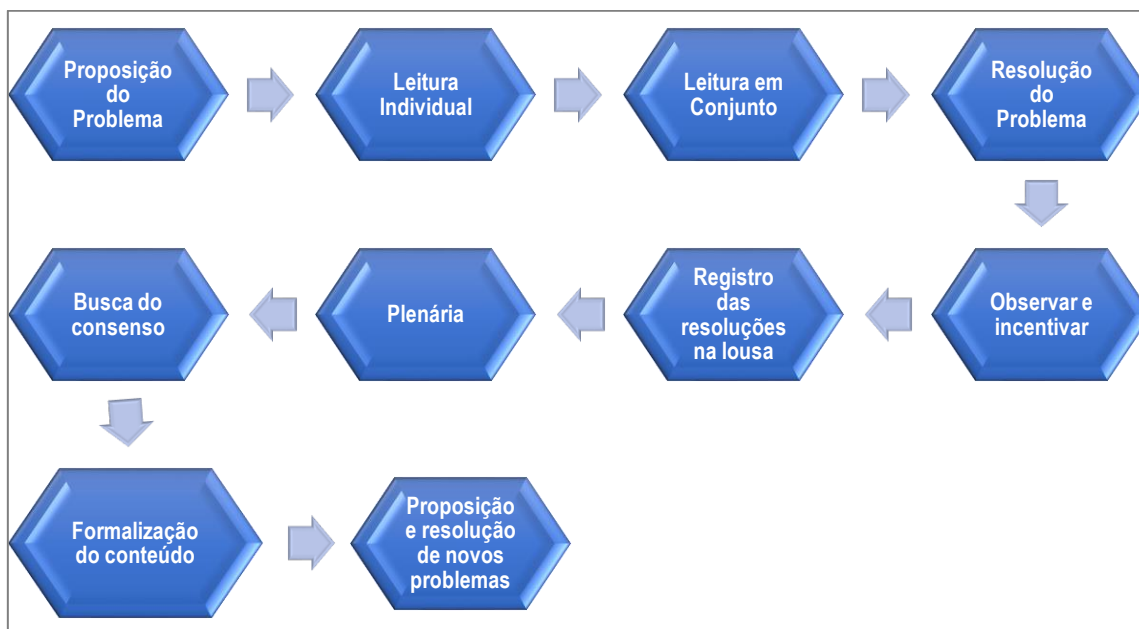 Proposição
do
Problema
Leitura
Individual
Leitura em
Conjunto
Resolução
do
Problema
Observar e
incentivar
Registro
das
resoluções
na lousa
Plenária
Busca do
consenso
Formalização
do conteúdo
Proposição
e resolução
de novos
problemas